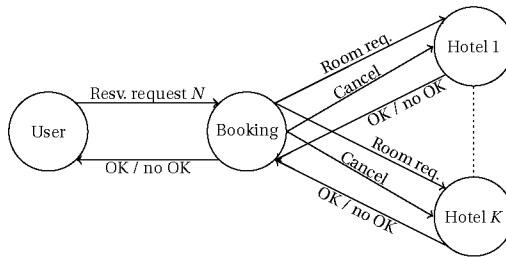 Room req.
Cancel
Hotel 1
Resv. request N
OK / no OK
User
Booking
OK / no OK
Room req.
Cancel
OK / no OK
Hotel K